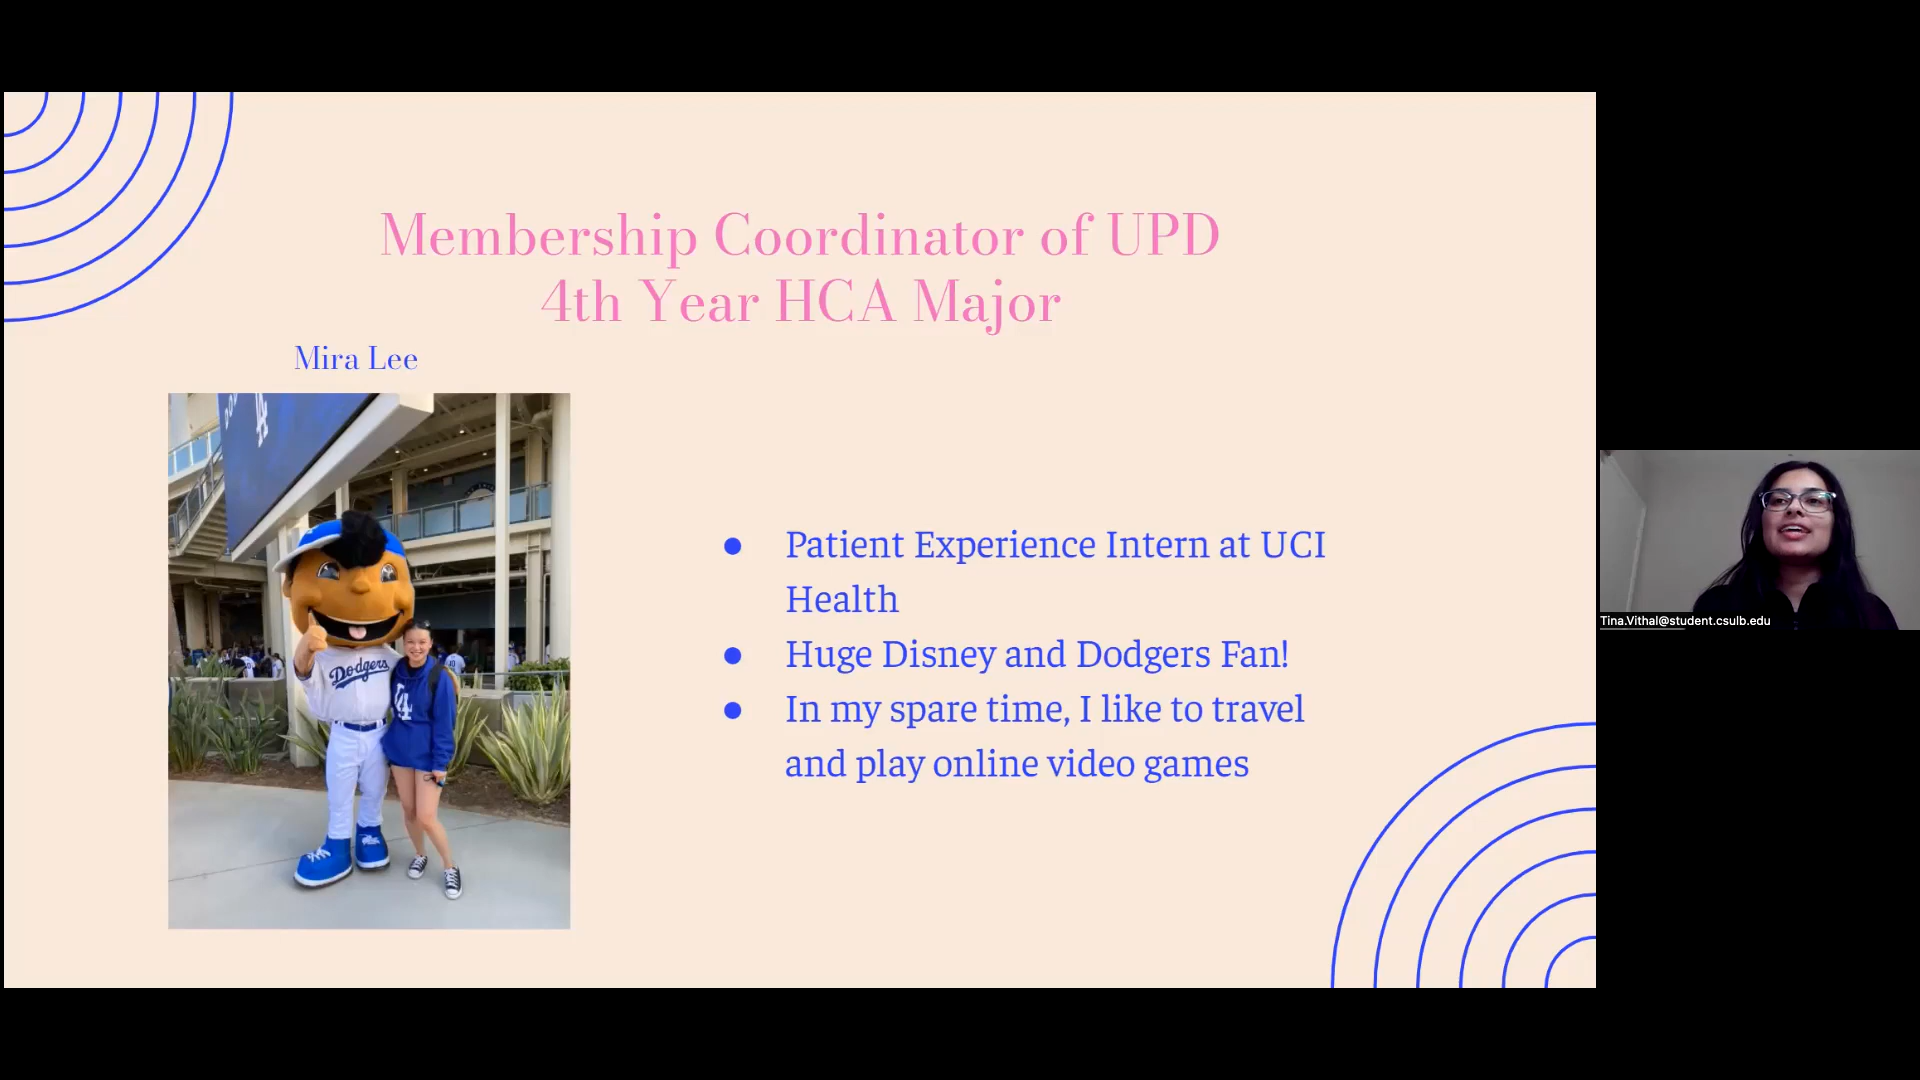 Membership Coordinator of UPD
4th Year HCA Major
Mira Lee
LA
Dodgers
LA
● Patient Experience Intern at UCI
Health
● Huge Disney and Dodgers Fan!
● In my spare time, I like to travel
and play online video games
Tina.Vithal@student.csulb.edu